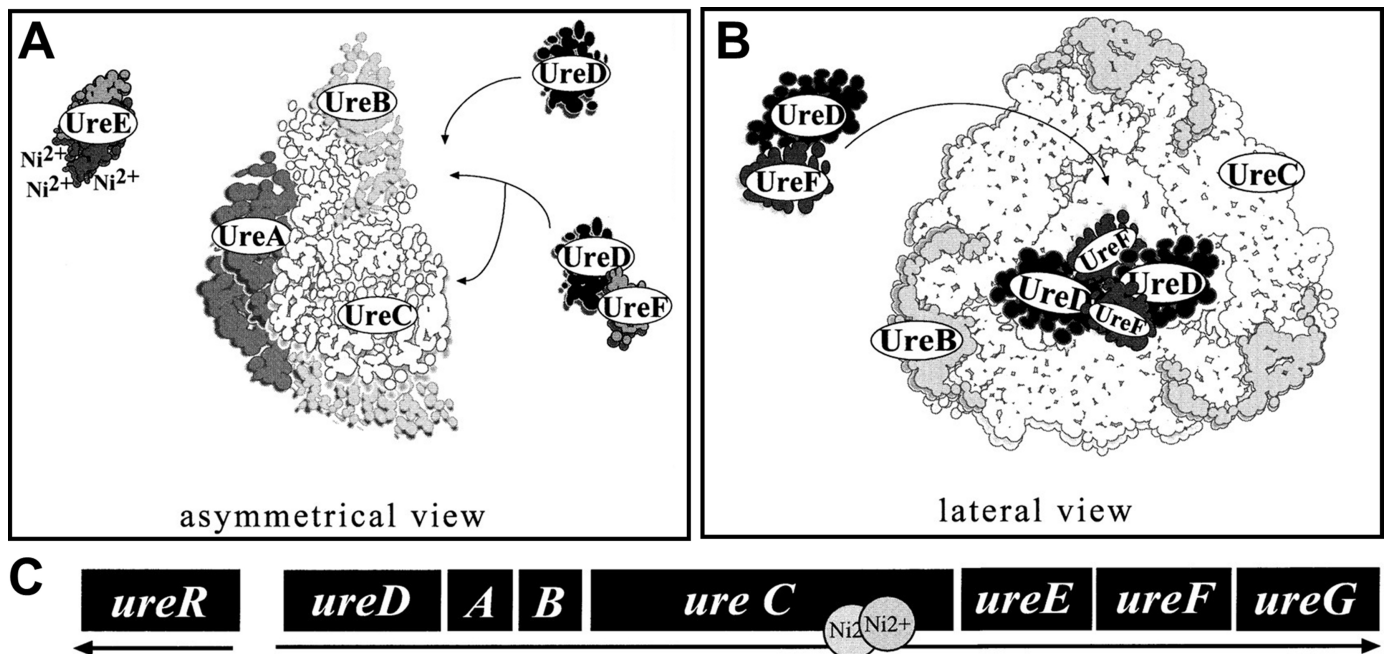 A
UreB
UreD
UreE
Ni2+
Ni2+
Ni2+
UreA
UreD
UreC
UreF
asymmetrical view
B
UreD
UreF
UreC
UreF
UreD
UreD
UreF
UreB
lateral view
C
ureR
ureD
A
B
ure C
ureE
ureF
ureG
Ni2
Ni2+